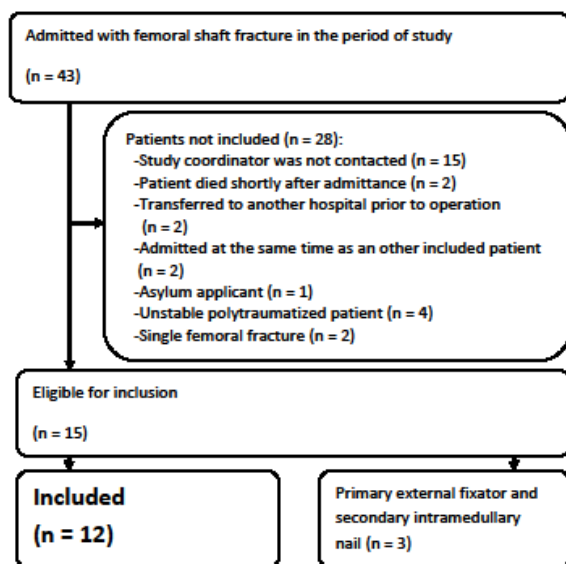 Admitted with femoral shaft fracture in the period of study
(n = 43)
Patients not included (n = 28):
-Study coordinator was not contacted (n = 15)
-Patient died shortly after admittance (n = 2)
-Transferred to another hospital prior to operation
(n = 2)
-Admitted at the same time as an other included patient
(n = 2)
-Asylum applicant (n = 1)
-Unstable polytraumatized patient (n = 4)
-Single femoral fracture (n = 2)
Eligible for inclusion
(n = 15)
Included
(n = 12)
Primary external fixator and
secondary intramedullary
nail (n = 3)